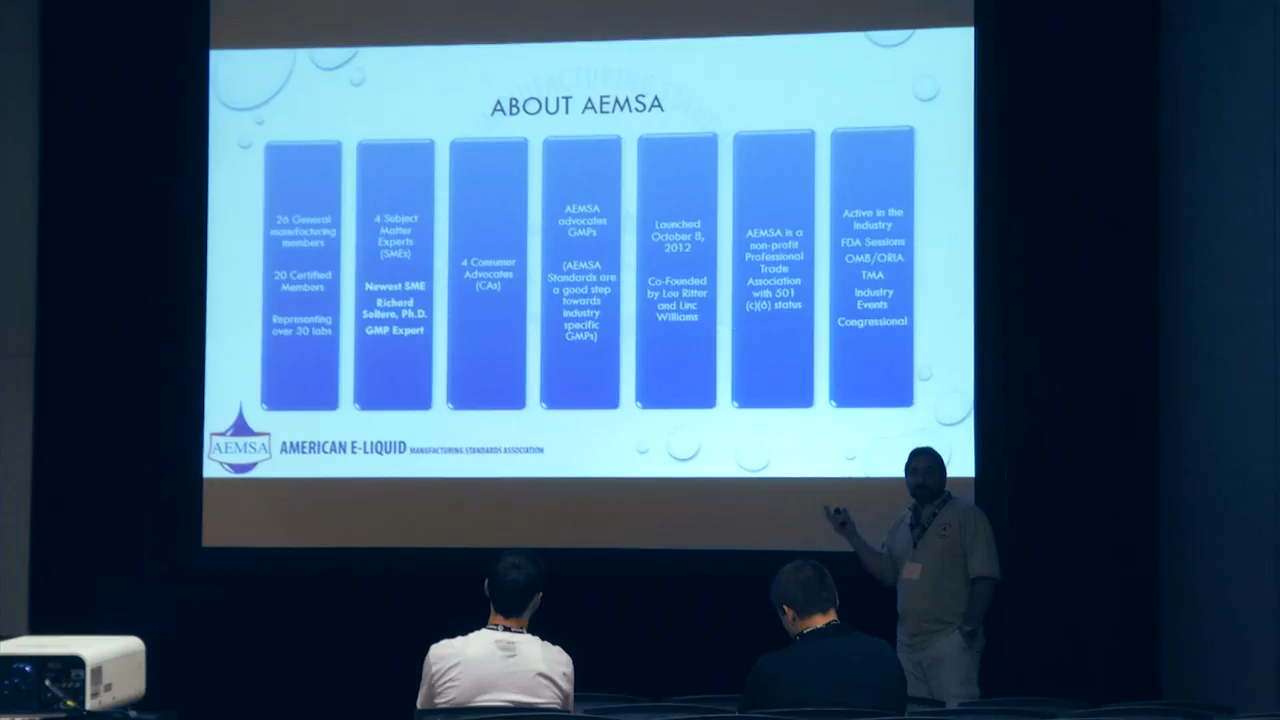 ABOUT AEMSA
26 General
manufacturing
members
20 Certified
Members
Representing
over 30 labs
4 Subject
Matter
Experts
(SMEs)
Newest SME
Richard
Soltero, Ph.D.
GMP Expert
4 Consumer
Advocates
(CAs)
AEMSA
advocates
GMPs
(AEMSA
Standards are
a good step
towards
industry
specific
GMPs)
Launched
October 8,
2012
Co-Founded
by Lou Ritter
and Linc
Williams
AEMSA is a
non-profit
Professional
Trade
Association
with 501
(c)(6) status
Active in the
Industry
FDA Sessions
OMB/ORIA
TMA
Industry
Events
Congressional
AEMSA
AMERICAN E-LIQUID MANUFACTURING STANDARDS ASSOCIATION